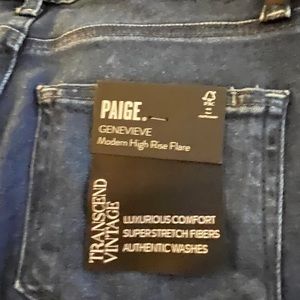 PAIGE.
GENEVIEVE
Modern High Rise Flare
TRANSCEND
VINTAGE
LUXURIOUS COMFORT
SUPER STRETCH FIBERS
AUTHENTIC WASHES